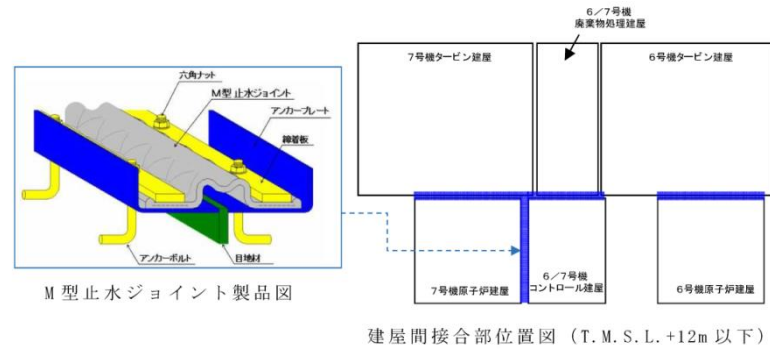 六角ナット
M型 止水ジョイント
アンカープレート
締着板
アンカーボルト
目地材
M型止水ジョイント製品図
6／7号機
廃棄物処理建屋
7号機タービン建屋
6号機タービン建屋
7号機原子炉建屋
6／7号機
コントロール建屋
6号機原子炉建屋
建屋間接合部位置図（T.M.S.L.+12m 以下）